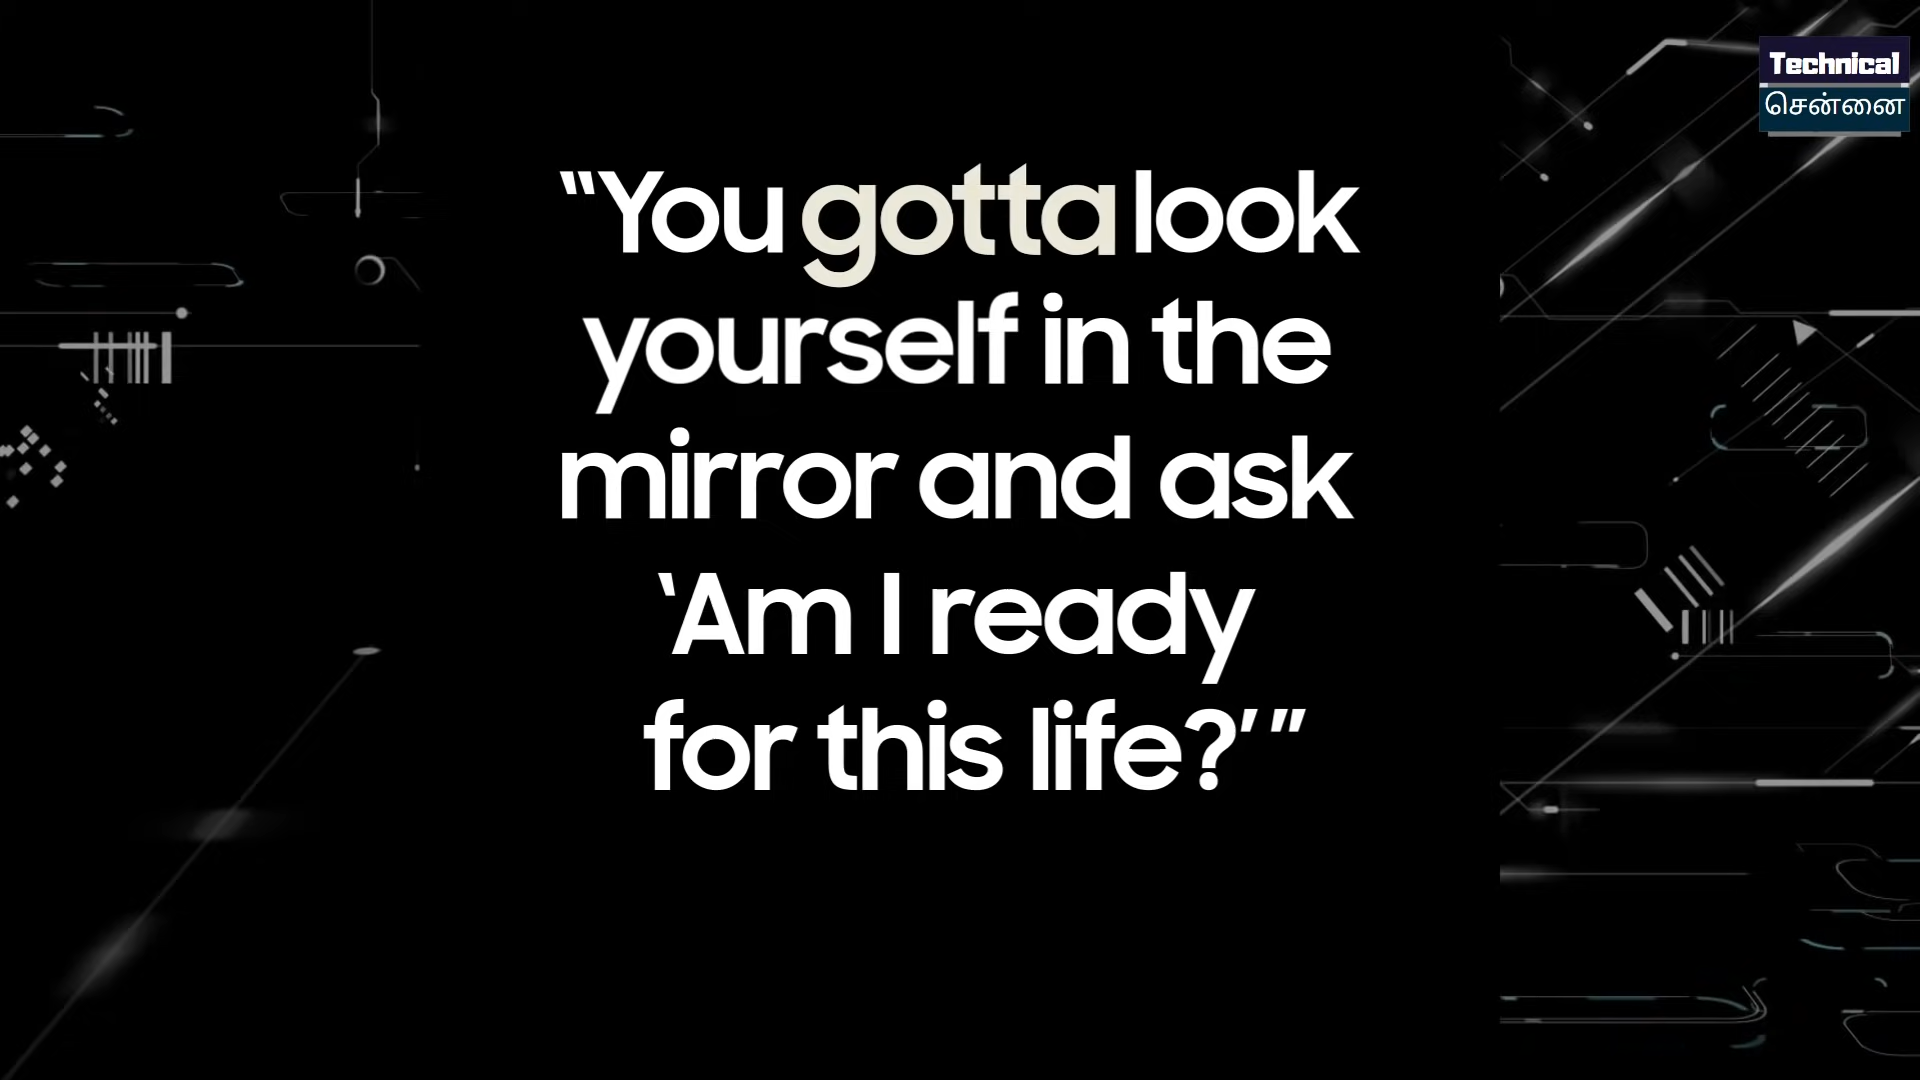 Technical
சென்னை
“You gotta look
yourself in the
mirror and ask
‘Am I ready
for this life?’”